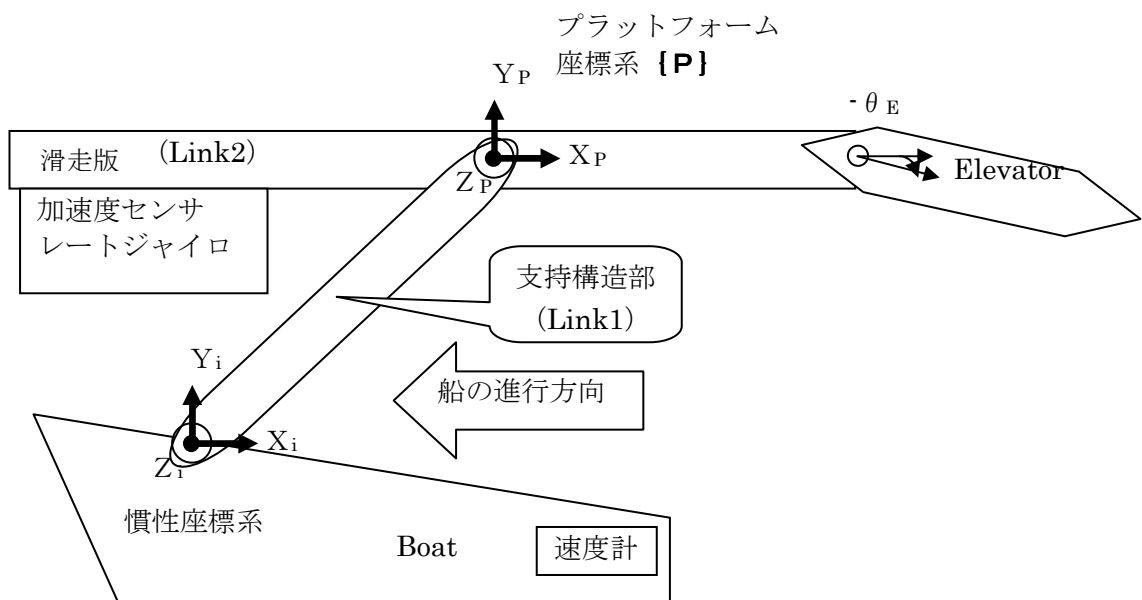 プラットフォーム
座標系 {P}
YP
-θE
滑走版 (Link2)
XP
ZP
Elevator
加速度センサ
レートジャイロ
支持構造部
(Link1)
Yi
船の進行方向
Xi
Zi
慣性座標系
Boat
速度計